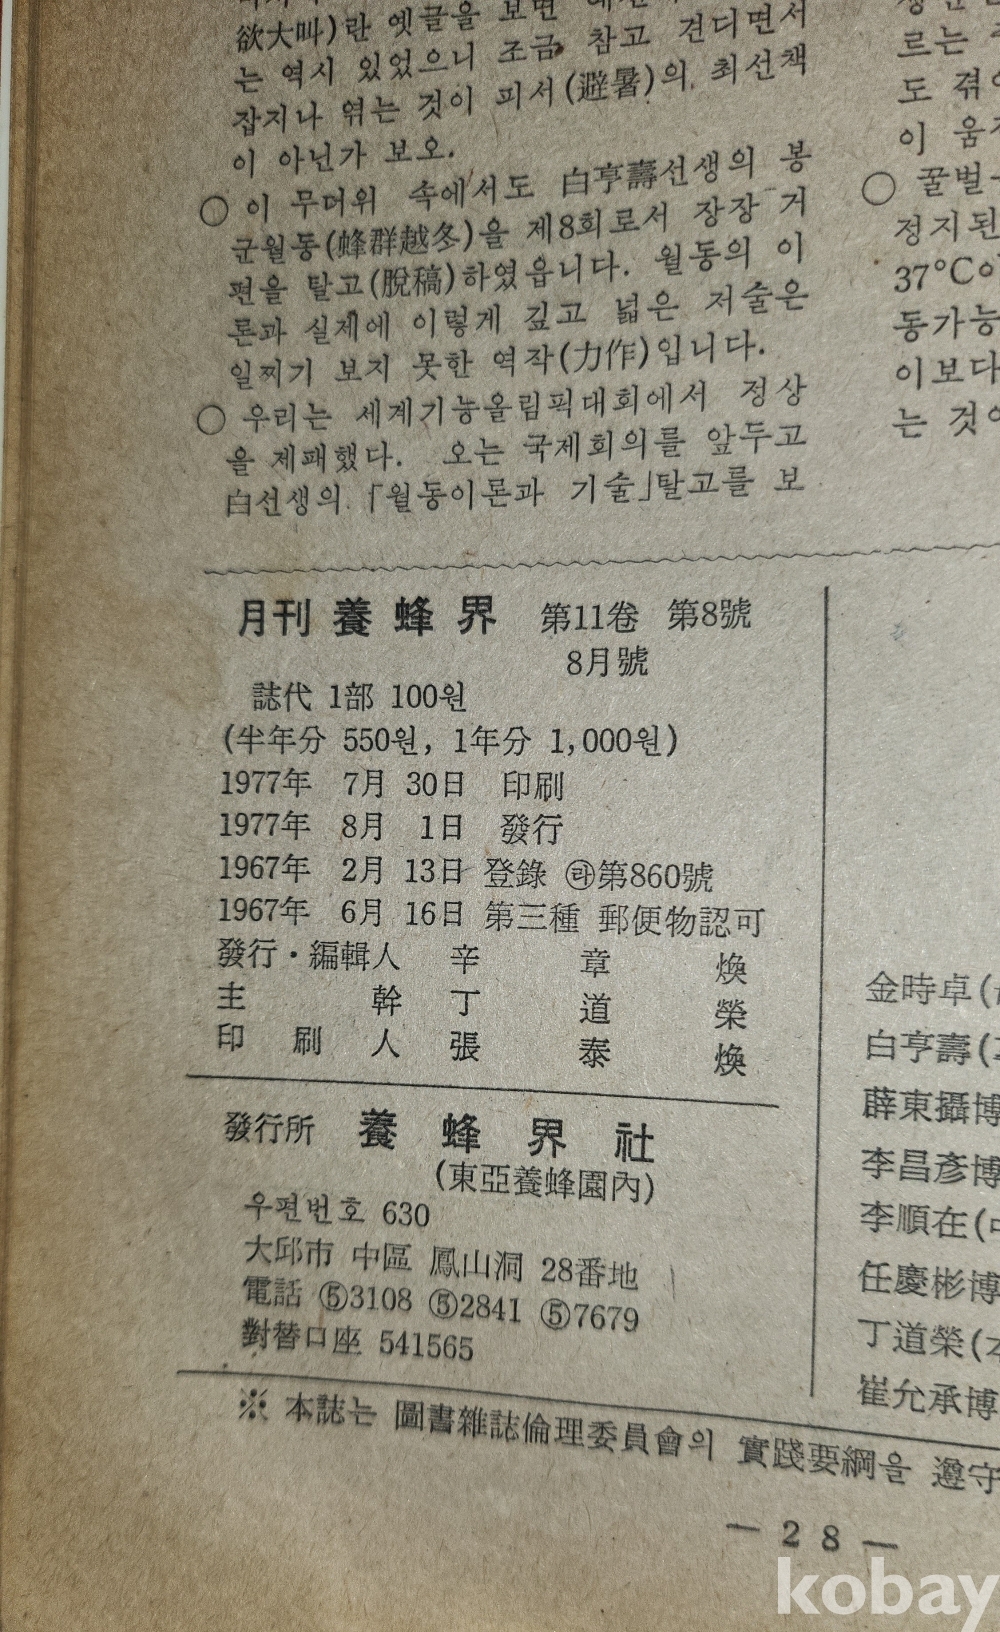 欲大叫)란 옛글을 보면
는 역시 있었으니 조금 참고 견디면서
잡지나 엮는 것이 피서(避暑)의 최선책
이 아닌가 보오.
○ 이 무더위 속에서도 白亨壽선생의 봉
군월동(蜂群越冬)을 제8회로서 장장 거
편을 탈고(脫稿)하였읍니다. 월동의 이
론과 실제에 이렇게 깊고 넓은 저술은
일찌기 보지 못한 역작(力作)입니다.
○ 우리는 세계기능올림픽대회에서 정상
을 제패했다. 오는 국제회의를 앞두고
白선생의 「월동이론과 기술」탈고를 보
르는
도 겪어
이 움
○ 꿀벌
정지된
37°C
동가능
이보다
는 것
月刊 養蜂界 第11卷 第8號
8月號
誌代 1部 100원
(半年分 550원, 1年分 1,000원)
1977年 7月 30日 印刷
1977年 8月 1日 發行
1967年 2月 13日 登錄 ㉱第860號
1967年 6月 16日 第三種 郵便物認可
發行·編輯人 辛章煥
主幹 丁道榮
印刷人 張泰煥
發行所 養蜂界社
(東亞養蜂園內)
우편번호 630
大邱市 中區 鳳山洞 28番地
電話 ⑤3108 ⑤2841 ⑤7679
對替口座 541565
金時卓(
白亨壽(
薛東攝博
李昌彥博
李順在(
任慶彬博
丁道榮(
崔允承博
※ 本誌는 圖書雜誌倫理委員會의 實踐要綱을 遵守
— 28 —
kobay